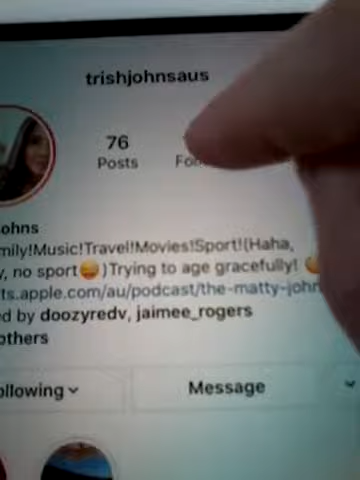 trishjohnsaus
76
Posts Fol
ohns
mily!Music!Travel!Movies!Sport!(Haha,
y, no sport😄)Trying to age gracefully! 😄
ts.apple.com/au/podcast/the-matty-john
d by doozyredv, jaimee_rogers
others
ollowing Message